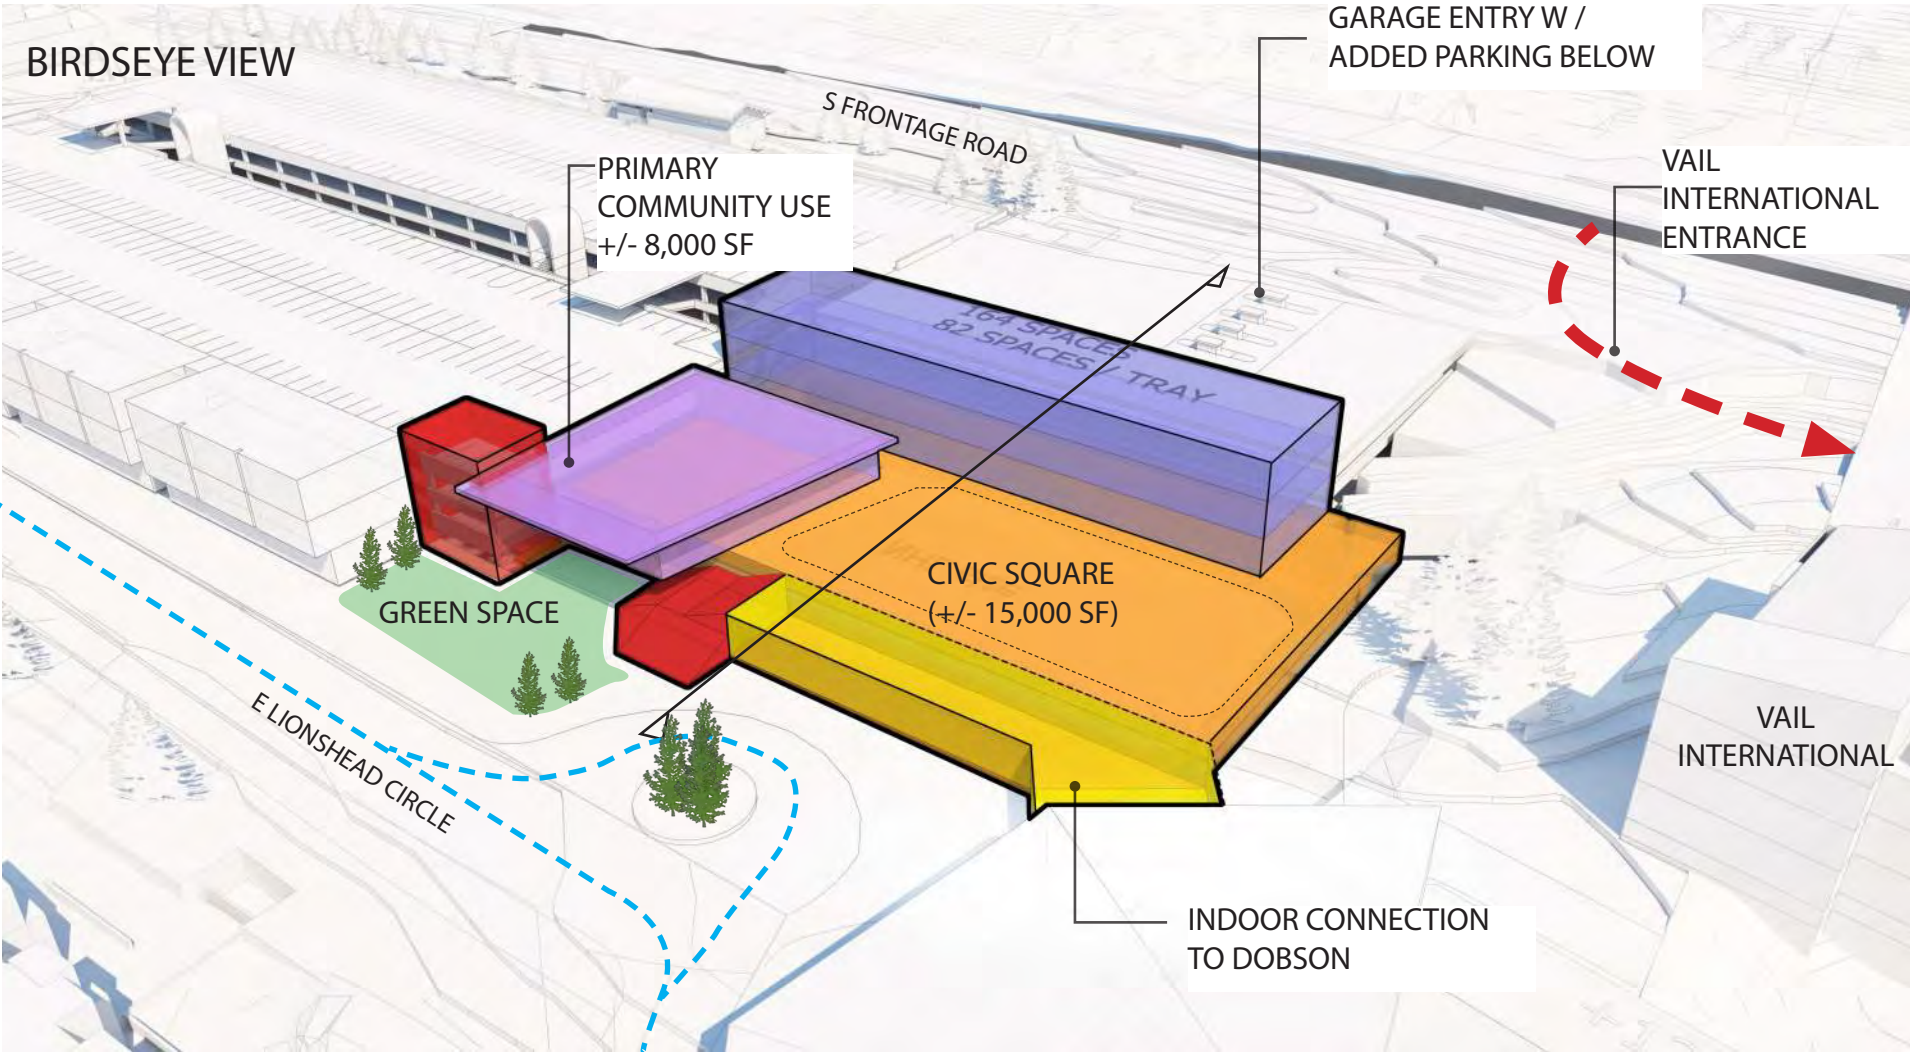 BIRDSEYE VIEW
GARAGE ENTRY W /
ADDED PARKING BELOW
S FRONTAGE ROAD
PRIMARY
COMMUNITY USE
+/- 8,000 SF
VAIL
INTERNATIONAL
ENTRANCE
164 SPACES
82 SPACES / TRAY
CIVIC SQUARE
(+/- 15,000 SF)
GREEN SPACE
E LIONSHEAD CIRCLE
VAIL
INTERNATIONAL
INDOOR CONNECTION
TO DOBSON